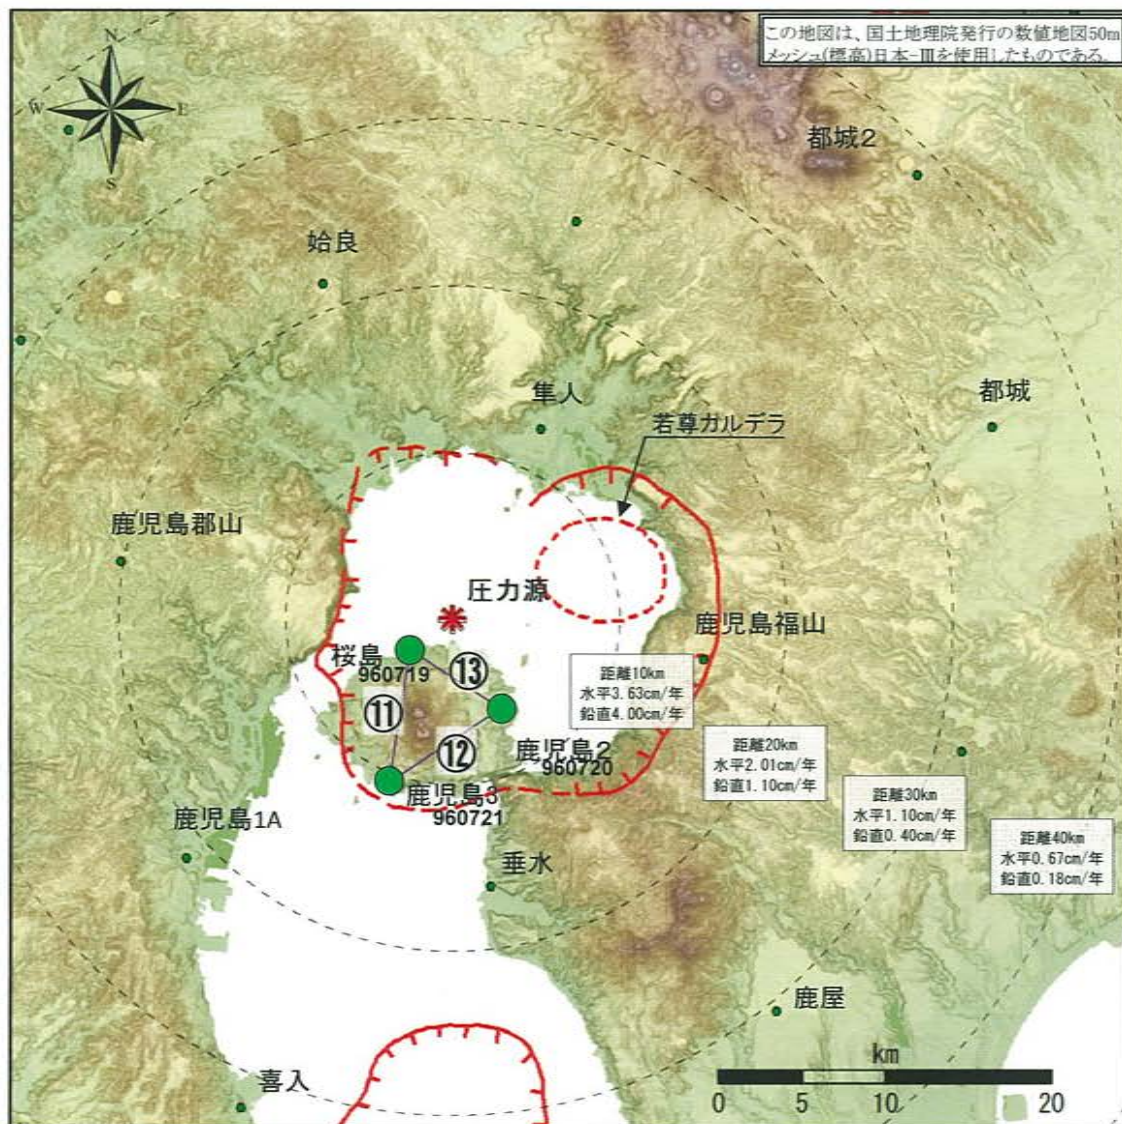 この地図は、国土地理院発行の数値地図50m
メッシュ(標高)日本-Ⅲを使用したものである。
N
W
E
S
都城2
姶良
都城
隼人
若尊カルデラ
鹿児島郡山
圧力源
鹿児島福山
桜島
960719
⑬
距離10km
水平3.63cm/年
鉛直4.00cm/年
⑪
⑫
鹿児島2
960720
距離20km
水平2.01cm/年
鉛直1.10cm/年
鹿児島3
960721
距離30km
水平1.10cm/年
鉛直0.40cm/年
鹿児島1A
距離40km
水平0.67cm/年
鉛直0.18cm/年
垂水
鹿屋
km
喜入
0 5 10 20